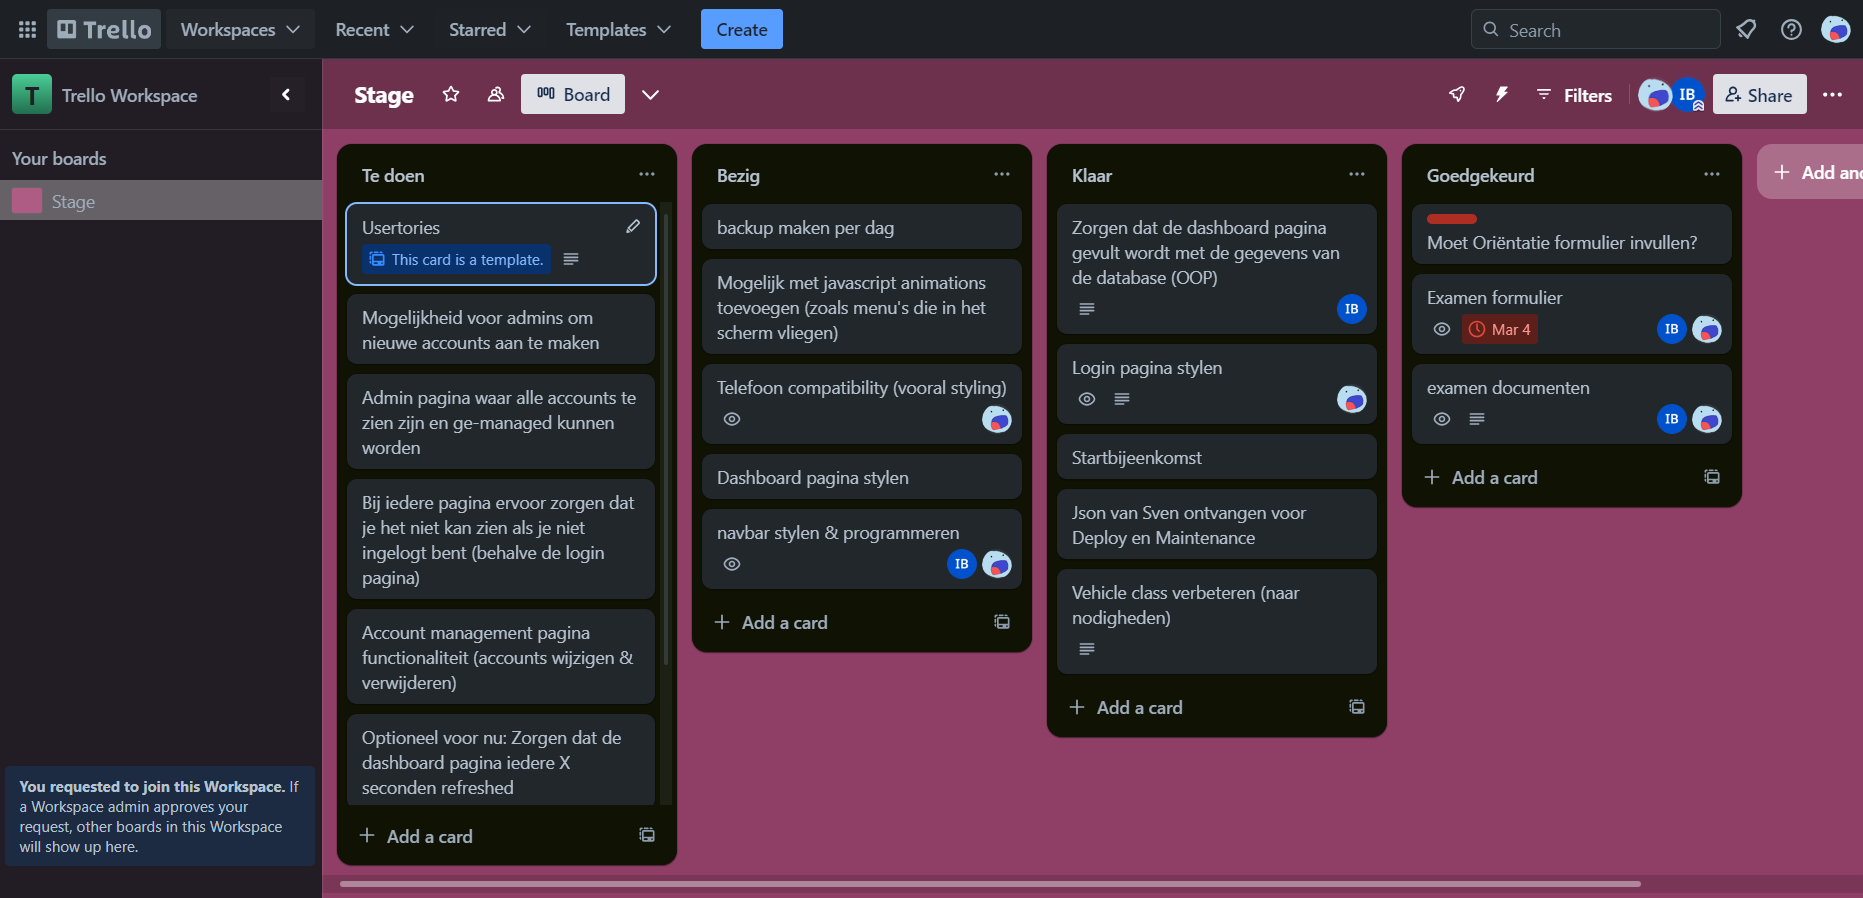 Trello
Workspaces
Recent
Starred
Templates
Create
Search
T
Trello Workspace
Your boards
Stage
You requested to join this Workspace. If
a Workspace admin approves your
request, other boards in this Workspace
will show up here.
Stage
Board
Filters
IB
Share
Te doen
Usertories
This card is a template.
Mogelijkheid voor admins om
nieuwe accounts aan te maken
Admin pagina waar alle accounts te
zien zijn en ge-managed kunnen
worden
Bij iedere pagina ervoor zorgen dat
je het niet kan zien als je niet
ingelogt bent (behalve de login
pagina)
Account management pagina
functionaliteit (accounts wijzigen &
verwijderen)
Optioneel voor nu: Zorgen dat de
dashboard pagina iedere X
seconden refreshed
Add a card
Bezig
backup maken per dag
Mogelijk met javascript animations
toevoegen (zoals menu's die in het
scherm vliegen)
Telefoon compatibility (vooral styling)
Dashboard pagina stylen
navbar stylen & programmeren
IB
Add a card
Klaar
Zorgen dat de dashboard pagina
gevult wordt met de gegevens van
de database (OOP)
IB
Login pagina stylen
Startbijeenkomst
Json van Sven ontvangen voor
Deploy en Maintenance
Vehicle class verbeteren (naar
nodigheden)
Add a card
Goedgekeurd
Moet Oriëntatie formulier invullen?
Examen formulier
Mar 4
IB
examen documenten
IB
Add a card
Add and